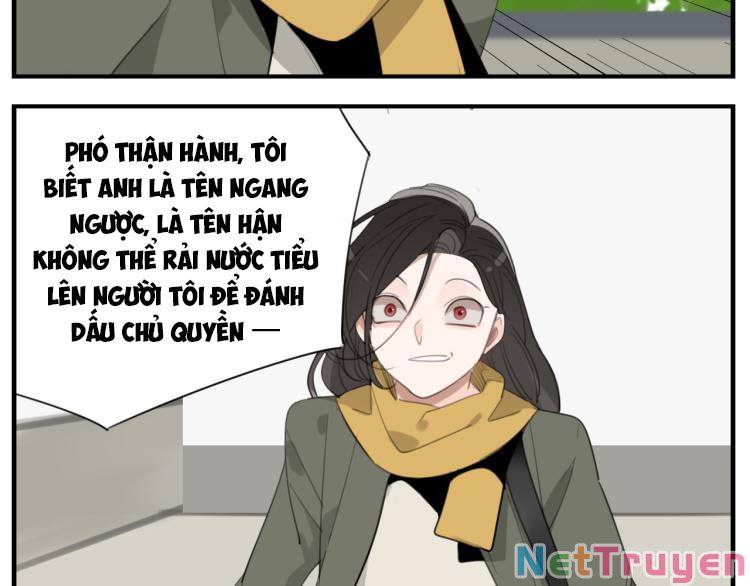 PHÓ THẬN HÀNH, TÔI
BIẾT ANH LÀ TÊN NGANG
NGƯỢC, LÀ TÊN HẬN
KHÔNG THỂ RẢI NƯỚC TIỂU
LÊN NGƯỜI TÔI ĐỂ ĐÁNH
DẤU CHỦ QUYỀN —
NetTruyen